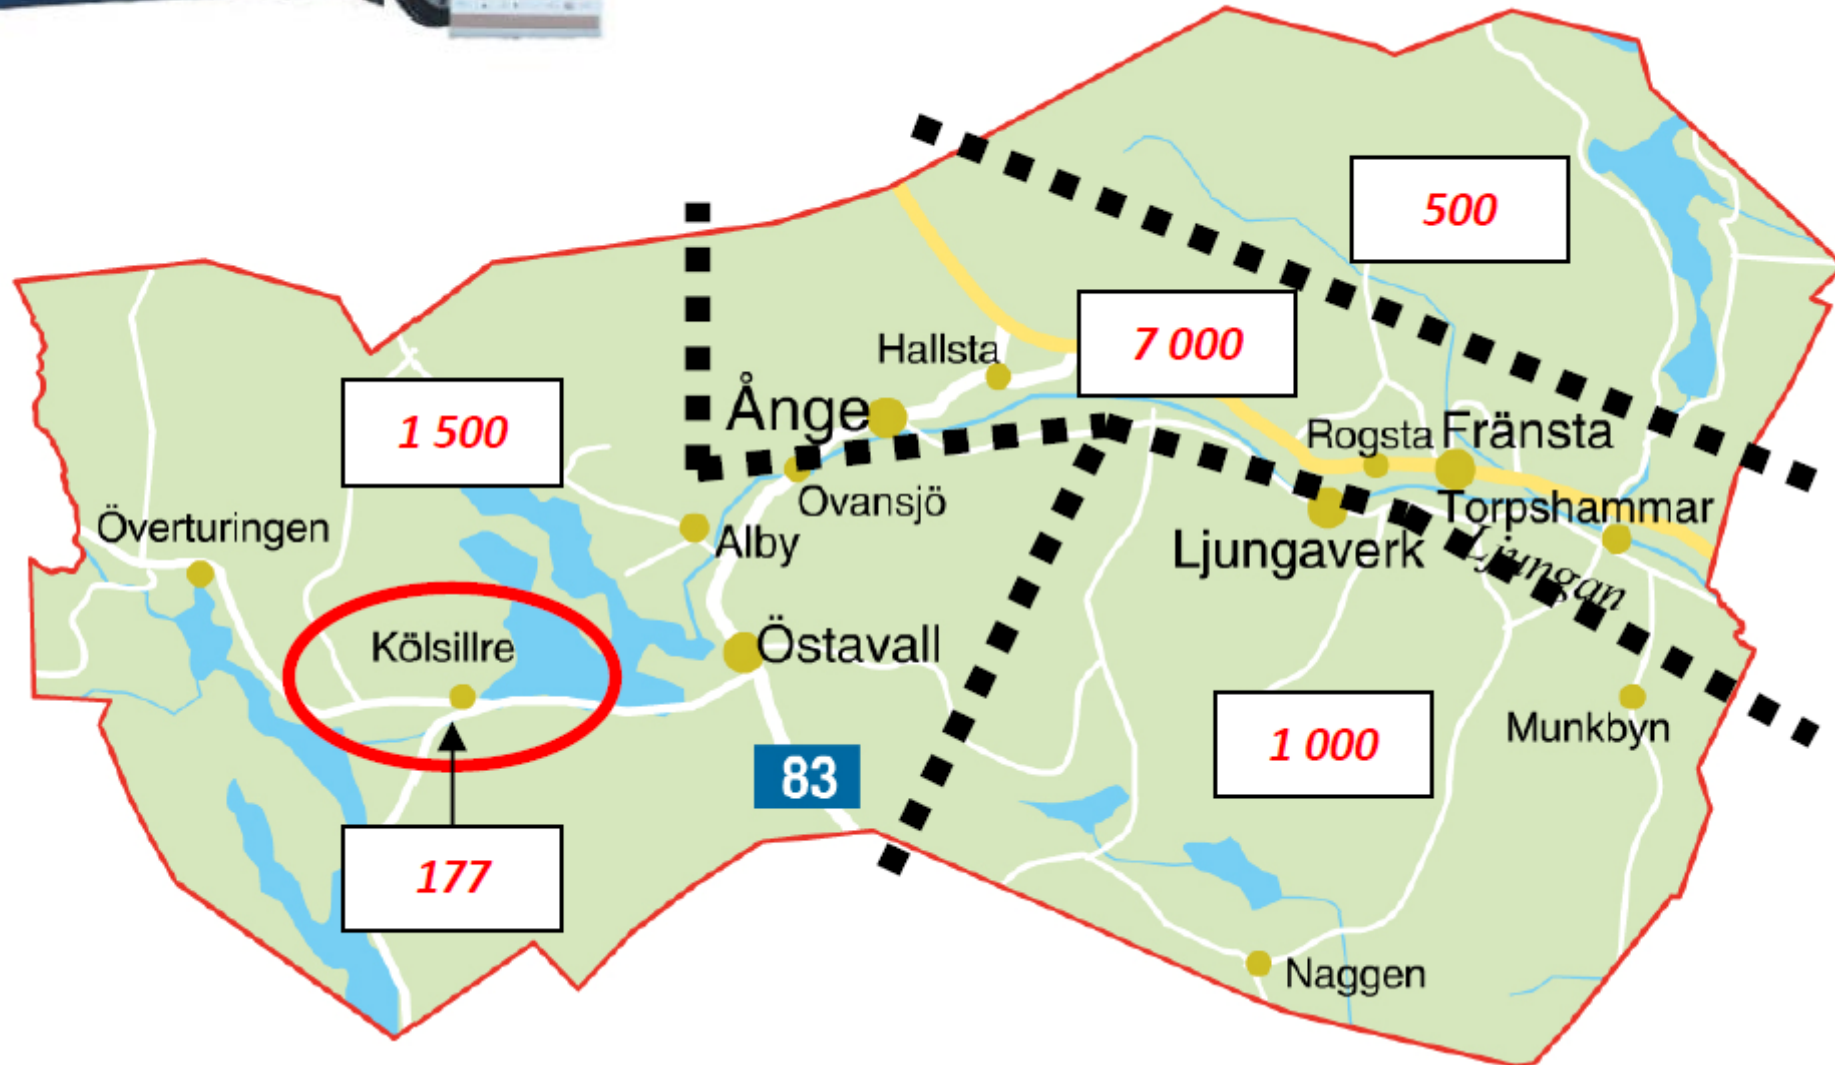 500
7 000
Hallsta
Ånge
1 500
Rogsta
Fränsta
Ovansjö
Torpshammar
Överturingen
Alby
Ljungaverk
Ljungan
Kölsillre
Östavall
Munkbyn
1 000
83
177
Naggen